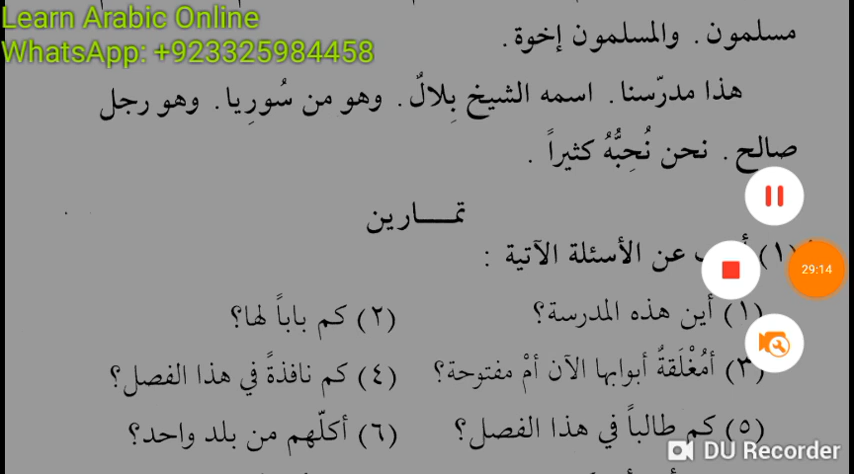 Learn Arabic Online
WhatsApp: +923325984458
مسلمون . والمسلمون إخوة .
هذا مدرّسنا . اسمه الشيخ بِلالٌ . وهو من سُورِيا . وهو رجل
صالح . نحن نُحِبُّهُ كثيراً .
تمـــارين
(١) عن الأسئلة الآتية :
(١) أين هذه المدرسة؟ (٢) كم باباً لها؟
(٣) أمُغْلَقةٌ أبوابها الآن أمْ مفتوحة؟ (٤) كم نافذةً في هذا الفصل؟
(٥) كم طالباً في هذا الفصل؟ (٦) أكلّهم من بلد واحد؟
29:14
DU Recorder